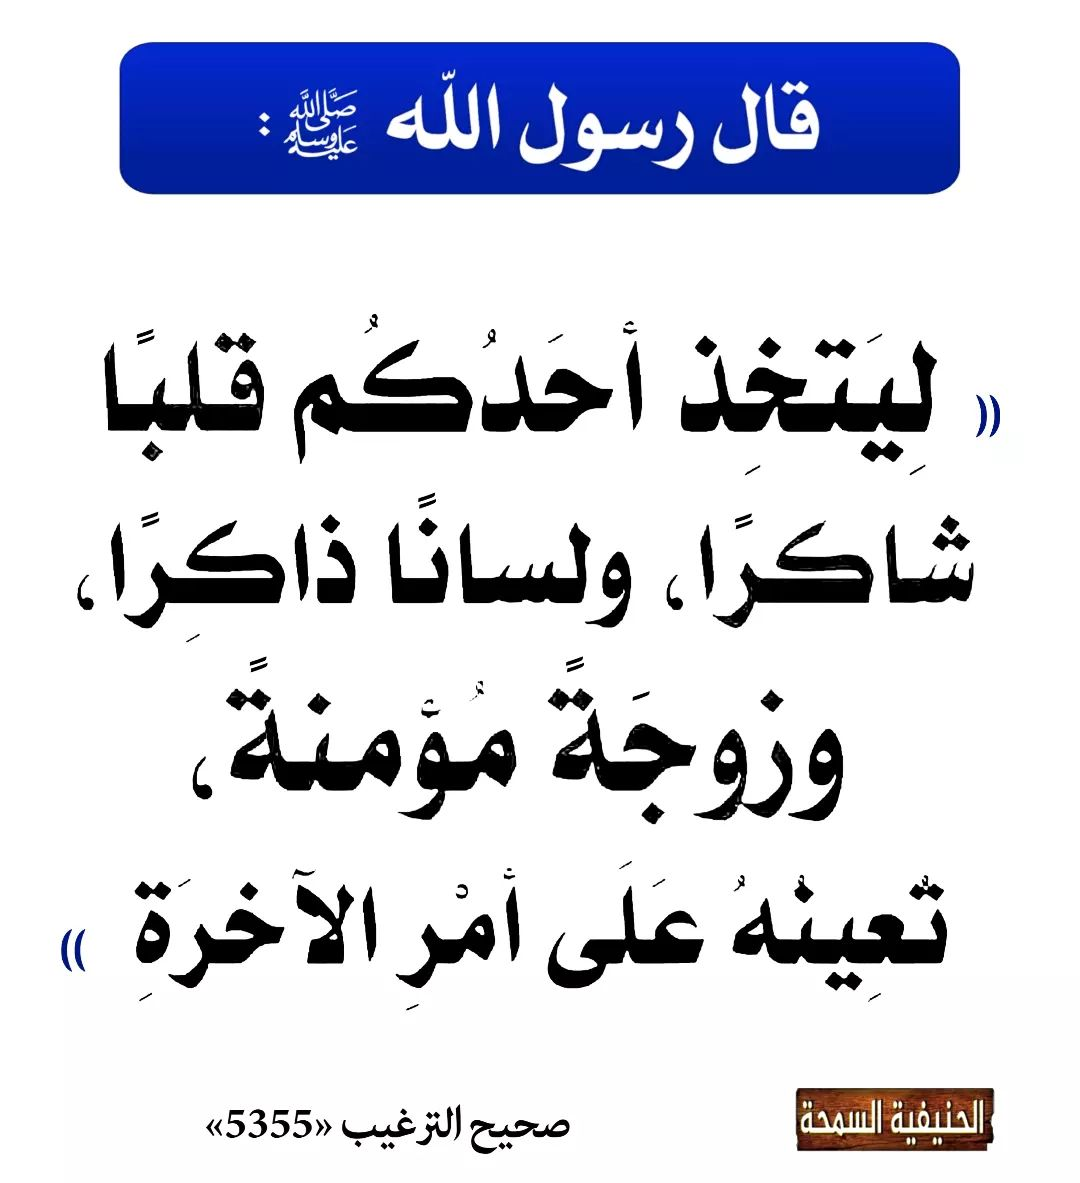 قال رسول الله ﷺ :
(( لِيَتخِذ أحَدُكُم قلبًا
شاكرًا، ولسانًا ذاكِرًا،
وزوجَةً مُؤمنةً،
تُعِينُهُ عَلَى أمْرِ الآخرَةِ ))
صحيح الترغيب «5355»
الحنيفية السمحة